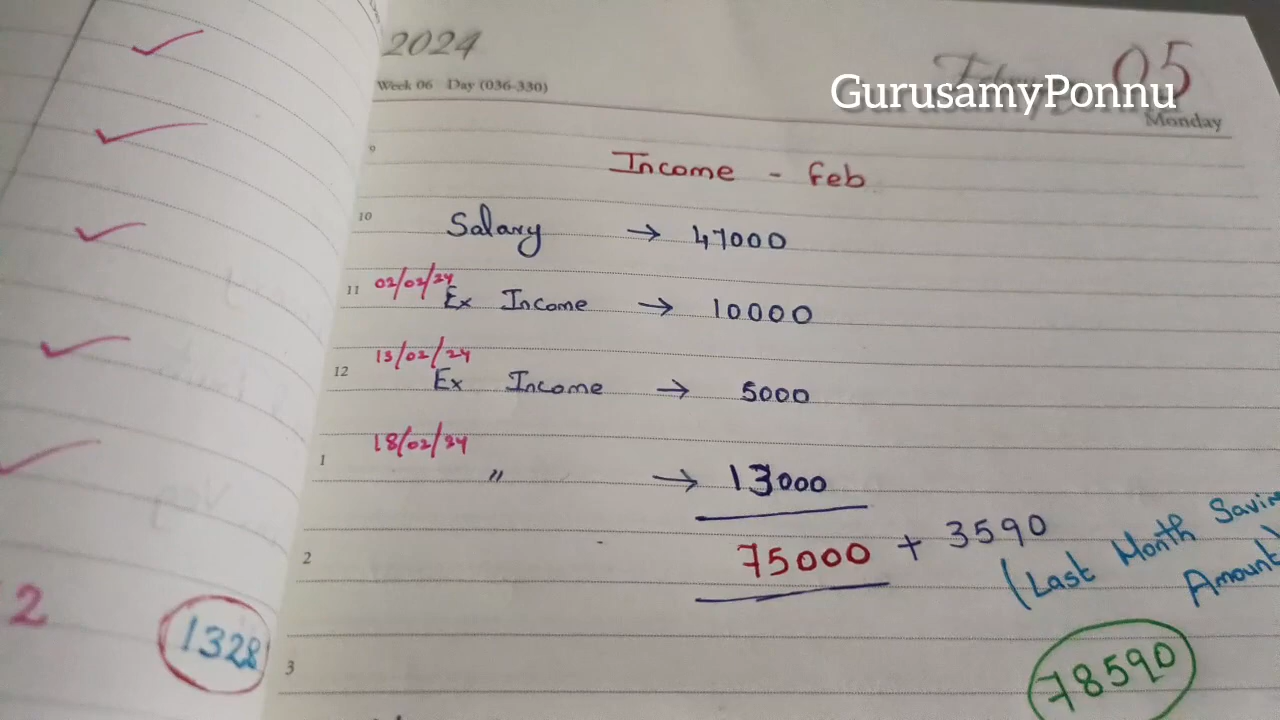 2024
Week 06 Day (036-330)
05
GurusamyPonnu
Monday
9
Income - Feb
10
Salary → 47000
02/02/24
11
Ex Income → 10000
13/02/24
12
Ex Income → 5000
18/02/24
1
" → 13000
2
75000 + 3590
(Last Month Savin
Amount)
2
1328
3
78590